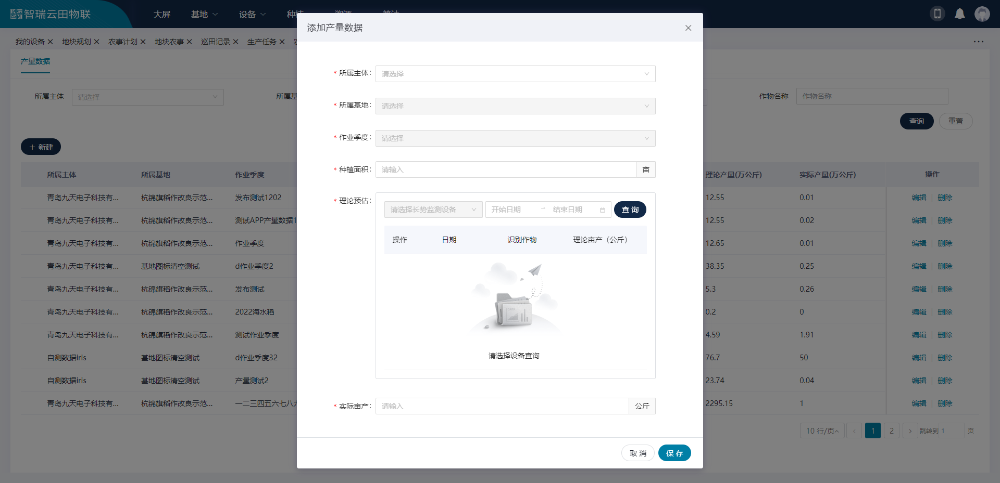 智瑞云田物联
大屏 基地 设备
我的设备 地块规划 农事计划 地块农事 巡田记录 生产任务
产量数据
所属主体 请选择 所属基 作物名称 作物名称
查询 重置
+ 新建
所属主体 所属基地 作业季度 理论产量(万公斤) 实际产量(万公斤) 操作
青岛九天电子科技有... 杭锦旗稻作改良示范... 发布测试1202 12.55 0.01 编辑 删除
青岛九天电子科技有... 杭锦旗稻作改良示范... 测试APP产量数据1 12.55 0.02 编辑 删除
青岛九天电子科技有... 杭锦旗稻作改良示范... 作业季度 12.65 0.01 编辑 删除
青岛九天电子科技有... 基地图标清空测试 d作业季度2 38.35 0.25 编辑 删除
青岛九天电子科技有... 杭锦旗稻作改良示范... 发布测试 5.3 0.26 编辑 删除
青岛九天电子科技有... 杭锦旗稻作改良示范... 2022海水稻 0.2 0 编辑 删除
青岛九天电子科技有... 杭锦旗稻作改良示范... 测试作业季度 4.59 1.91 编辑 删除
自测数据iris 基地图标清空测试 d作业季度32 76.7 50 编辑 删除
自测数据iris 基地图标清空测试 产量测试2 23.74 0.04 编辑 删除
青岛九天电子科技有... 杭锦旗稻作改良示范... 一二三四五六七八 2295.15 1 编辑 删除
10 行/页 1 2 跳转到 1 页
添加产量数据
* 所属主体: 请选择
* 所属基地: 请选择
* 作业季度: 请选择
* 种植面积: 请输入 亩
* 理论预估: 请选择长势监测设备 开始日期 结束日期 查 询
操作 日期 识别作物 理论亩产（公斤）
请选择设备查询
* 实际亩产: 请输入 公斤
取 消 保 存